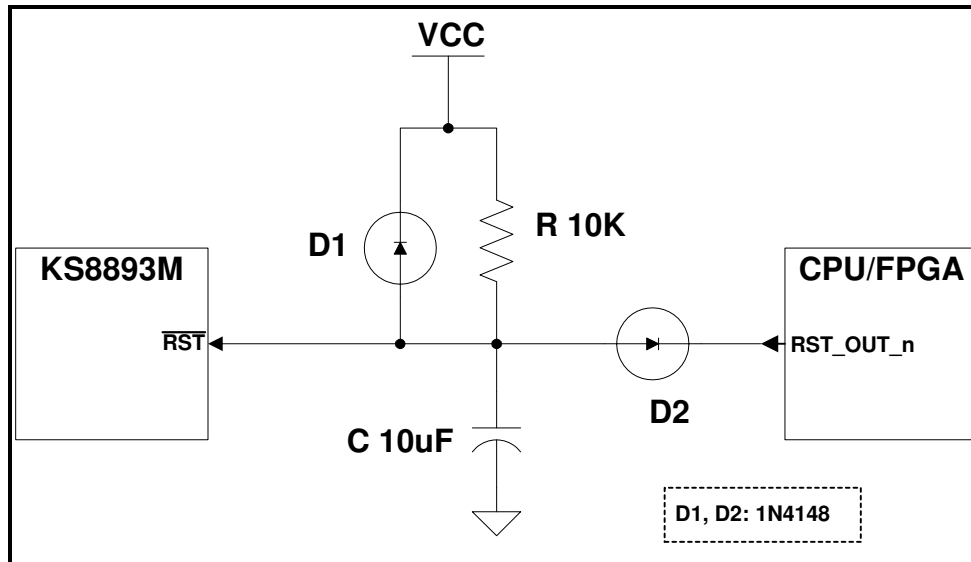 VCC
D1
R 10K
KS8893M
CPU/FPGA
RST
RST_OUT_n
D2
C 10uF
D1, D2: 1N4148